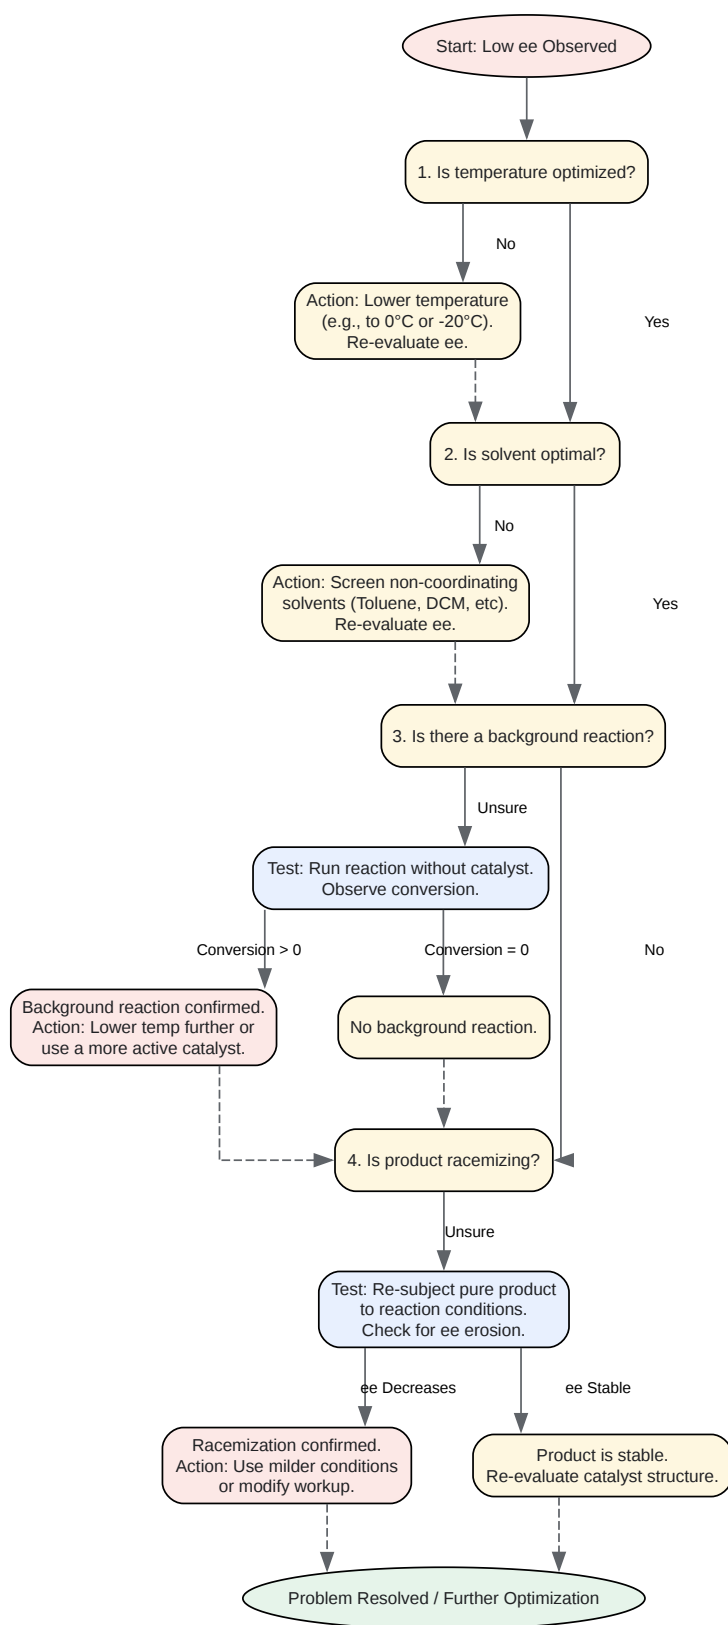 Start: Low ee Observed
1. Is temperature optimized?
No
Action: Lower temperature
(e.g., to 0°C or -20°C).
Re-evaluate ee.
Yes
2. Is solvent optimal?
No
Action: Screen non-coordinating
solvents (Toluene, DCM, etc).
Re-evaluate ee.
Yes
3. Is there a background reaction?
Unsure
Test: Run reaction without catalyst.
Observe conversion.
Conversion > 0
Conversion = 0
No
Background reaction confirmed.
Action: Lower temp further or
use a more active catalyst.
No background reaction.
4. Is product racemizing?
Unsure
Test: Re-subject pure product
to reaction conditions.
Check for ee erosion.
ee Decreases
ee Stable
Racemization confirmed.
Action: Use milder conditions
or modify workup.
Product is stable.
Re-evaluate catalyst structure.
Problem Resolved / Further Optimization